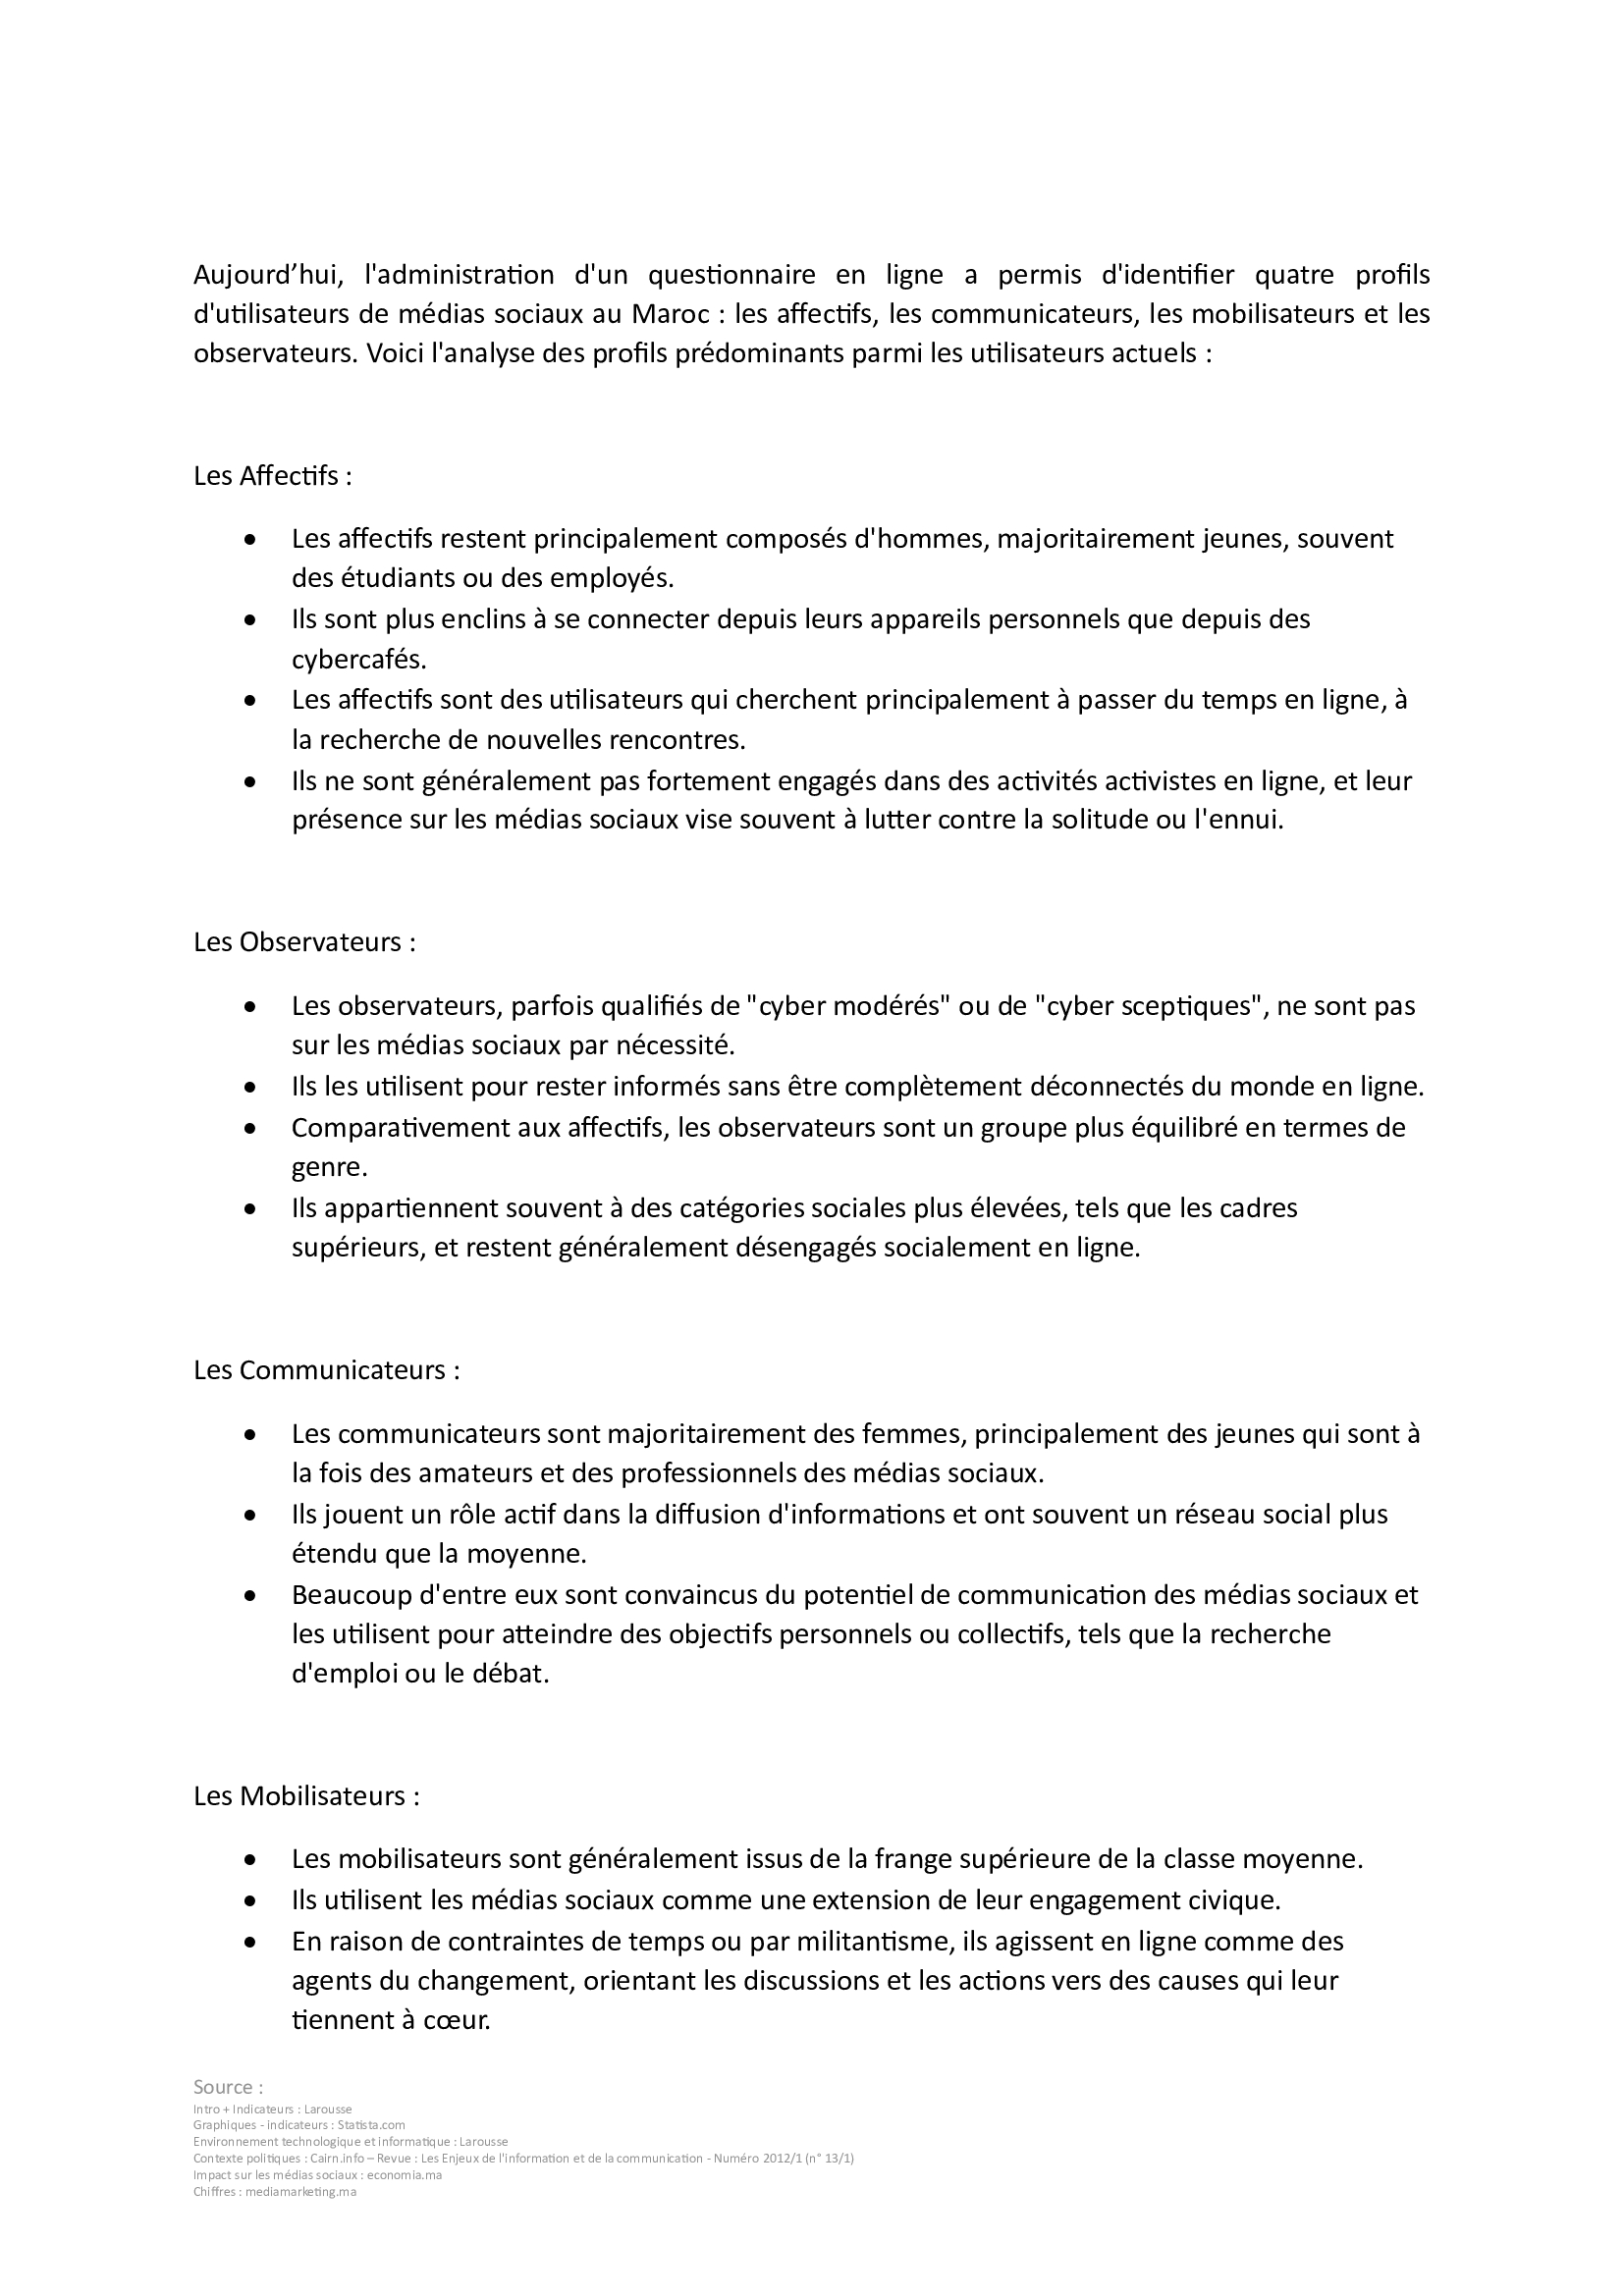 Aujourd’hui, l'administration d'un questionnaire en ligne a permis d'identifier quatre profils
d'utilisateurs de médias sociaux au Maroc : les affectifs, les communicateurs, les mobilisateurs et les
observateurs. Voici l'analyse des profils prédominants parmi les utilisateurs actuels :
Les Affectifs :
• Les affectifs restent principalement composés d'hommes, majoritairement jeunes, souvent
des étudiants ou des employés.
• Ils sont plus enclins à se connecter depuis leurs appareils personnels que depuis des
cybercafés.
• Les affectifs sont des utilisateurs qui cherchent principalement à passer du temps en ligne, à
la recherche de nouvelles rencontres.
• Ils ne sont généralement pas fortement engagés dans des activités activistes en ligne, et leur
présence sur les médias sociaux vise souvent à lutter contre la solitude ou l'ennui.
Les Observateurs :
• Les observateurs, parfois qualifiés de "cyber modérés" ou de "cyber sceptiques", ne sont pas
sur les médias sociaux par nécessité.
• Ils les utilisent pour rester informés sans être complètement déconnectés du monde en ligne.
• Comparativement aux affectifs, les observateurs sont un groupe plus équilibré en termes de
genre.
• Ils appartiennent souvent à des catégories sociales plus élevées, tels que les cadres
supérieurs, et restent généralement désengagés socialement en ligne.
Les Communicateurs :
• Les communicateurs sont majoritairement des femmes, principalement des jeunes qui sont à
la fois des amateurs et des professionnels des médias sociaux.
• Ils jouent un rôle actif dans la diffusion d'informations et ont souvent un réseau social plus
étendu que la moyenne.
• Beaucoup d'entre eux sont convaincus du potentiel de communication des médias sociaux et
les utilisent pour atteindre des objectifs personnels ou collectifs, tels que la recherche
d'emploi ou le débat.
Les Mobilisateurs :
• Les mobilisateurs sont généralement issus de la frange supérieure de la classe moyenne.
• Ils utilisent les médias sociaux comme une extension de leur engagement civique.
• En raison de contraintes de temps ou par militantisme, ils agissent en ligne comme des
agents du changement, orientant les discussions et les actions vers des causes qui leur
tiennent à cœur.
Source :
Intro + Indicateurs : Larousse
Graphiques - indicateurs : Statista.com
Environnement technologique et informatique : Larousse
Contexte politiques : Cairn.info – Revue : Les Enjeux de l'information et de la communication - Numéro 2012/1 (n° 13/1)
Impact sur les médias sociaux : economia.ma
Chiffres : mediamarketing.ma